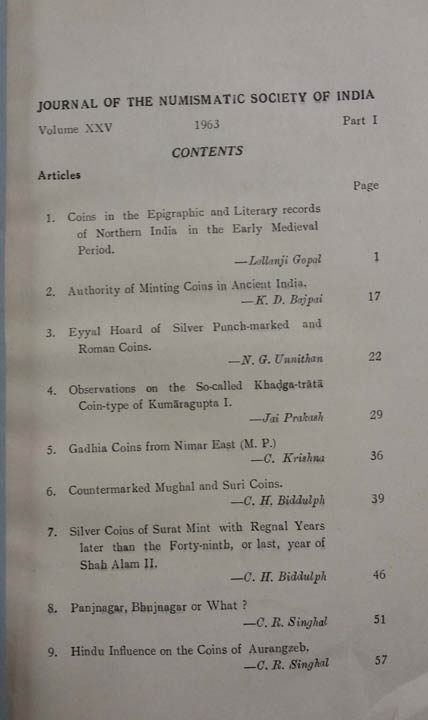 JOURNAL OF THE NUMISMATIC SOCIETY OF INDIA
Volume XXV 1963 Part I
CONTENTS
Articles
Page
1. Coins in the Epigraphic and Literary records
of Northern India in the Early Medieval
Period.
—Lallanji Gopal 1
2. Authority of Minting Coins in Ancient India.
—K. D. Bajpai 17
3. Eyyal Hoard of Silver Punch-marked and
Roman Coins.
—N. G. Unnithan 22
4. Observations on the So-called Khaḍga-trātā
Coin-type of Kumāragupta I.
—Jai Prakash 29
5. Gadhia Coins from Nimar East (M. P.)
—C. Krishna 36
6. Countermarked Mughal and Suri Coins.
—C. H. Biddulph 39
7. Silver Coins of Surat Mint with Regnal Years
later than the Forty-ninth, or last, year of
Shah Alam II.
—C. H. Biddulph 46
8. Panjnagar, Bhujnagar or What ?
—C. R. Singhal 51
9. Hindu Influence on the Coins of Aurangzeb.
—C. R. Singhal 57